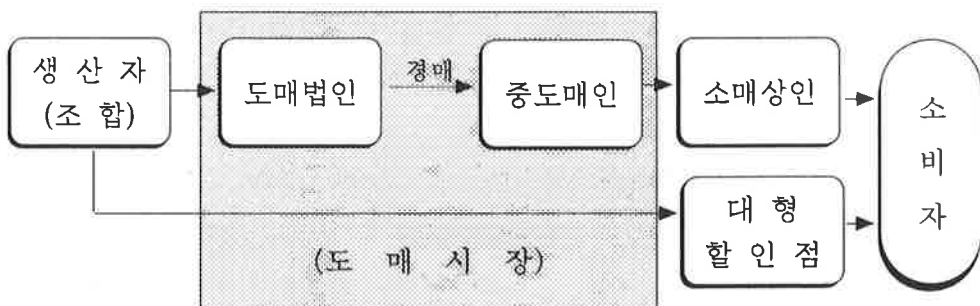 생 산 자
(조 합)
도매법인
경매
중도매인
소매상인
대 형
할 인 점
소
비
자
(도 매 시 장)